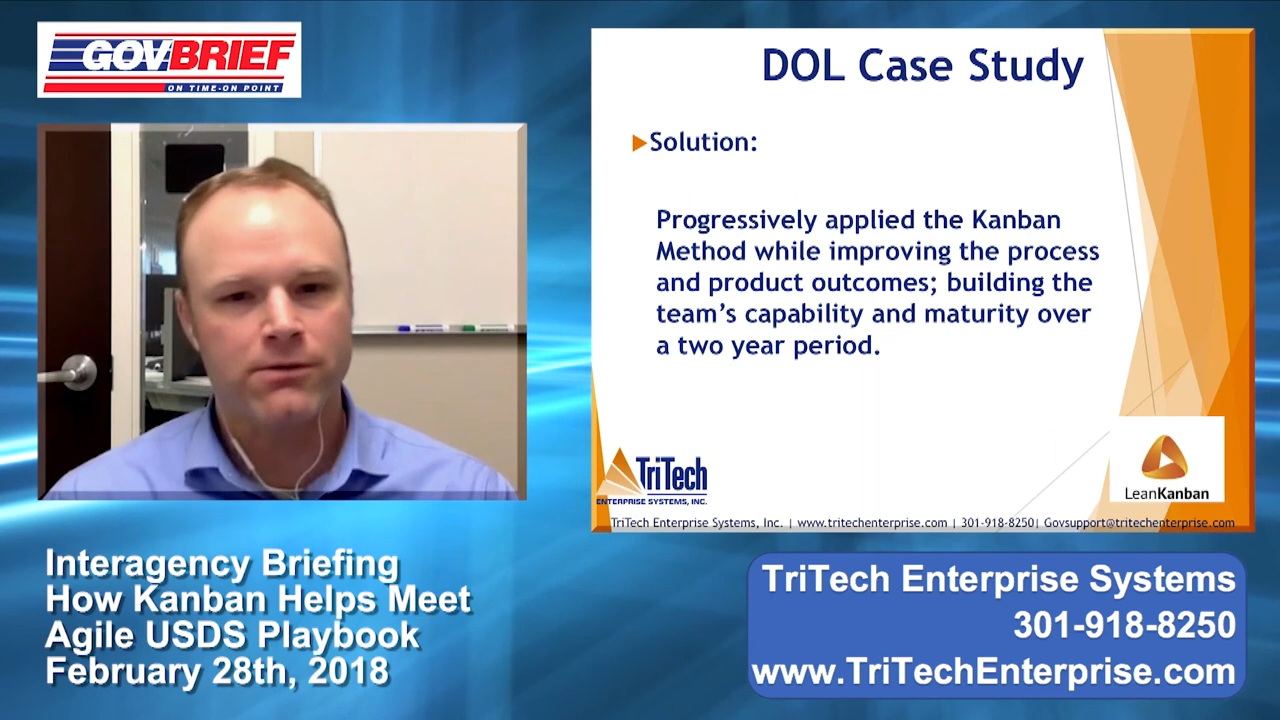 GOVBRIEF
ON TIME-ON POINT
DOL Case Study
Solution:
Progressively applied the Kanban
Method while improving the process
and product outcomes; building the
team's capability and maturity over
a two year period.
TriTech
ENTERPRISE SYSTEMS, INC.
LeanKanban
TriTech Enterprise Systems, Inc. | www.tritechenterprise.com | 301-918-8250| Govsupport@tritechenterprise.com
Interagency Briefing
How Kanban Helps Meet
Agile USDS Playbook
February 28th, 2018
TriTech Enterprise Systems
301-918-8250
www.TriTechEnterprise.com